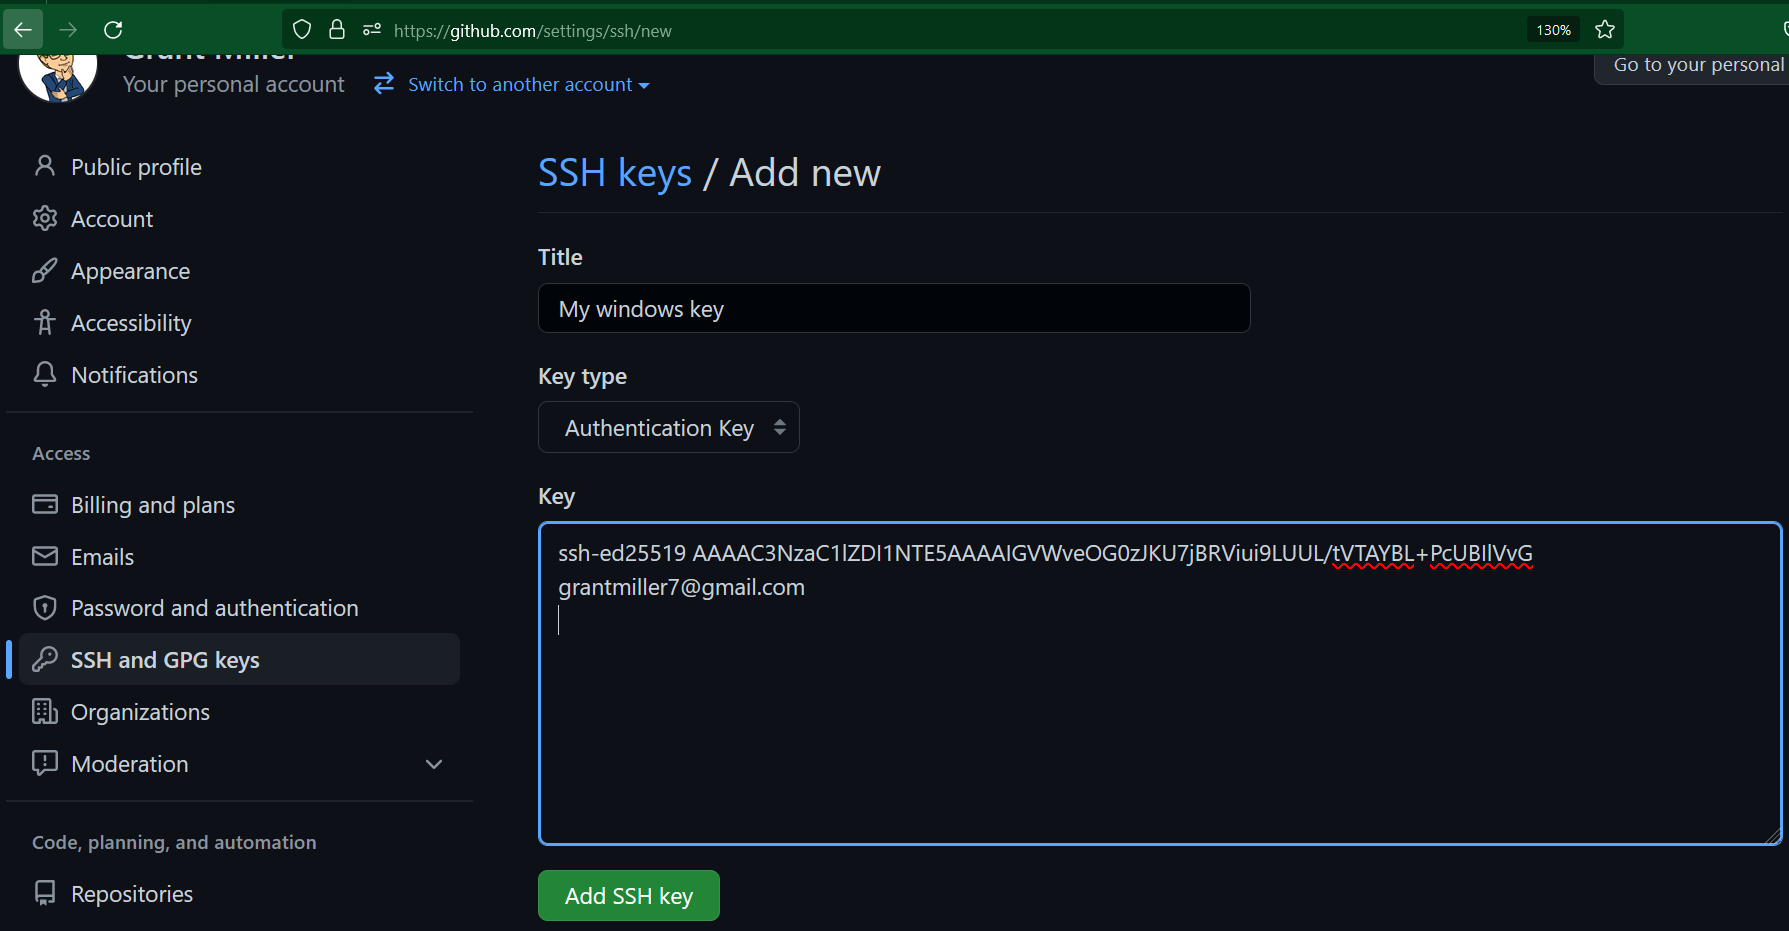 https://github.com/settings/ssh/new
130%
Grant Miller
Your personal account
Switch to another account
Go to your personal
Public profile
Account
Appearance
Accessibility
Notifications
Access
Billing and plans
Emails
Password and authentication
SSH and GPG keys
Organizations
Moderation
Code, planning, and automation
Repositories
SSH keys / Add new
Title
My windows key
Key type
Authentication Key
Key
ssh-ed25519 AAAAC3NzaC1lZDI1NTE5AAAAIGVWveOG0zJKU7jBRViui9LUUL/tVTAYBL+PcUBIlVvG
grantmiller7@gmail.com
Add SSH key